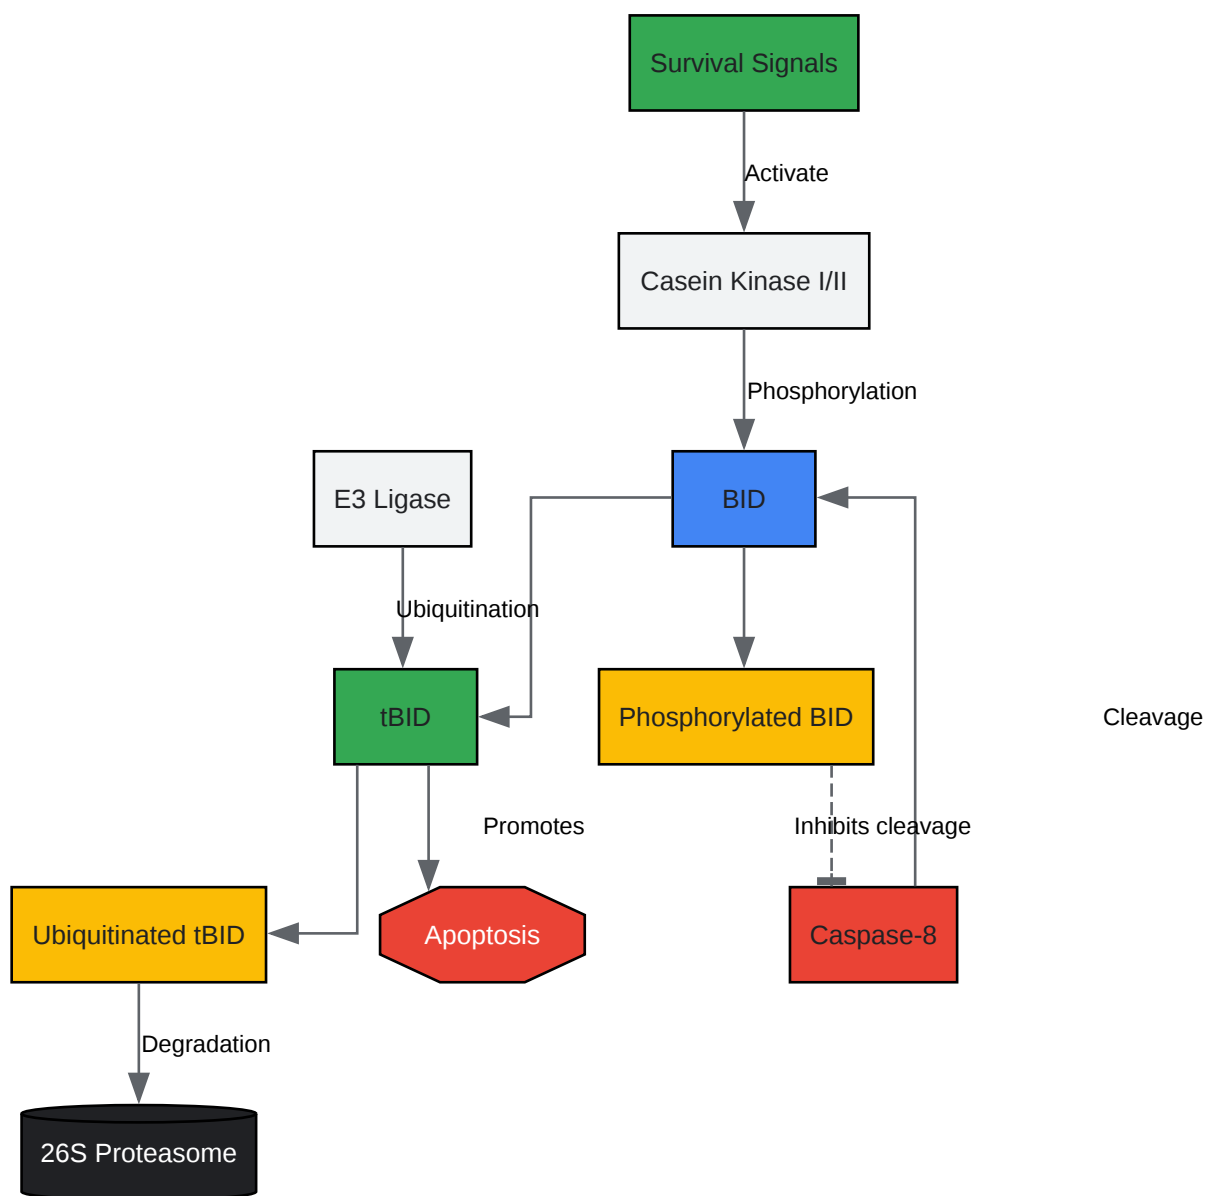 Survival Signals
Activate
Casein Kinase I/II
Phosphorylation
E3 Ligase
BID
Ubiquitination
tBID
Phosphorylated BID
Cleavage
Promotes
Inhibits cleavage
Ubiquitinated tBID
Apoptosis
Caspase-8
Degradation
26S Proteasome